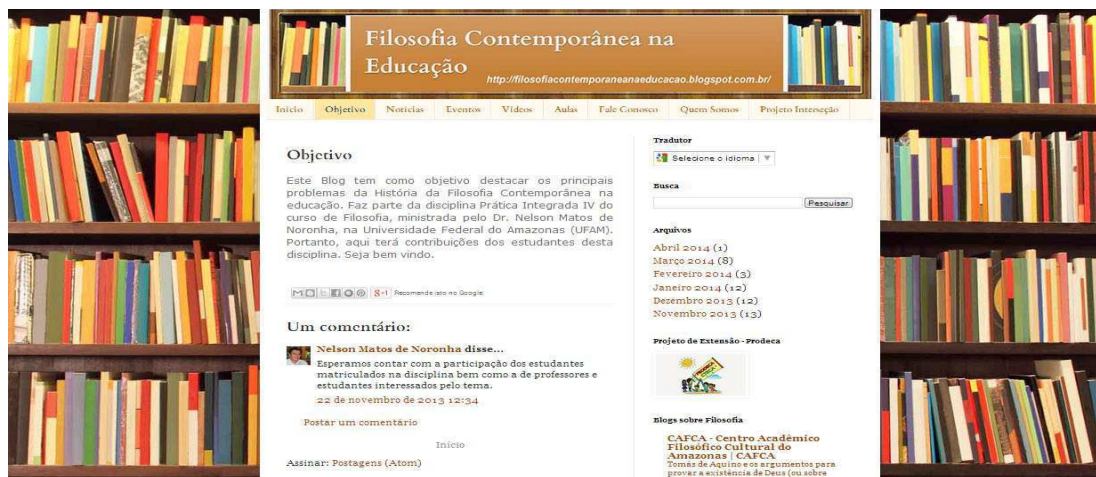 Filosofia Contemporânea na
Educação
http://filosofiacontemporaneanaeducacao.blogspot.com.br/
Início Objetivo Notícias Eventos Vídeos Aulas Fale Conosco Quem Somos Projeto Interseção
Objetivo
Este Blog tem como objetivo destacar os principais
problemas da História da Filosofia Contemporânea na
educação. Faz parte da disciplina Prática Integrada IV do
curso de Filosofia, ministrada pelo Dr. Nelson Matos de
Noronha, na Universidade Federal do Amazonas (UFAM).
Portanto, aqui terá contribuições dos estudantes desta
disciplina. Seja bem vindo.
g+1 Recomende isto no Google
Um comentário:
Nelson Matos de Noronha disse...
Esperamos contar com a participação dos estudantes
matriculados na disciplina bem como a de professores e
estudantes interessados pelo tema.
22 de novembro de 2013 12:34
Postar um comentário
Início
Assinar: Postagens (Atom)
Tradutor
Selecione o idioma
Busca
Pesquisar
Arquivos
Abril 2014 (1)
Março 2014 (8)
Fevereiro 2014 (3)
Janeiro 2014 (12)
Dezembro 2013 (12)
Novembro 2013 (13)
Projeto de Extensão - Prodeca
Blogs sobre Filosofia
CAFCA - Centro Acadêmico
Filosófico Cultural do
Amazonas | CAFCA
Tomás de Aquino e os argumentos para
provar a existência de Deus (ou sobre